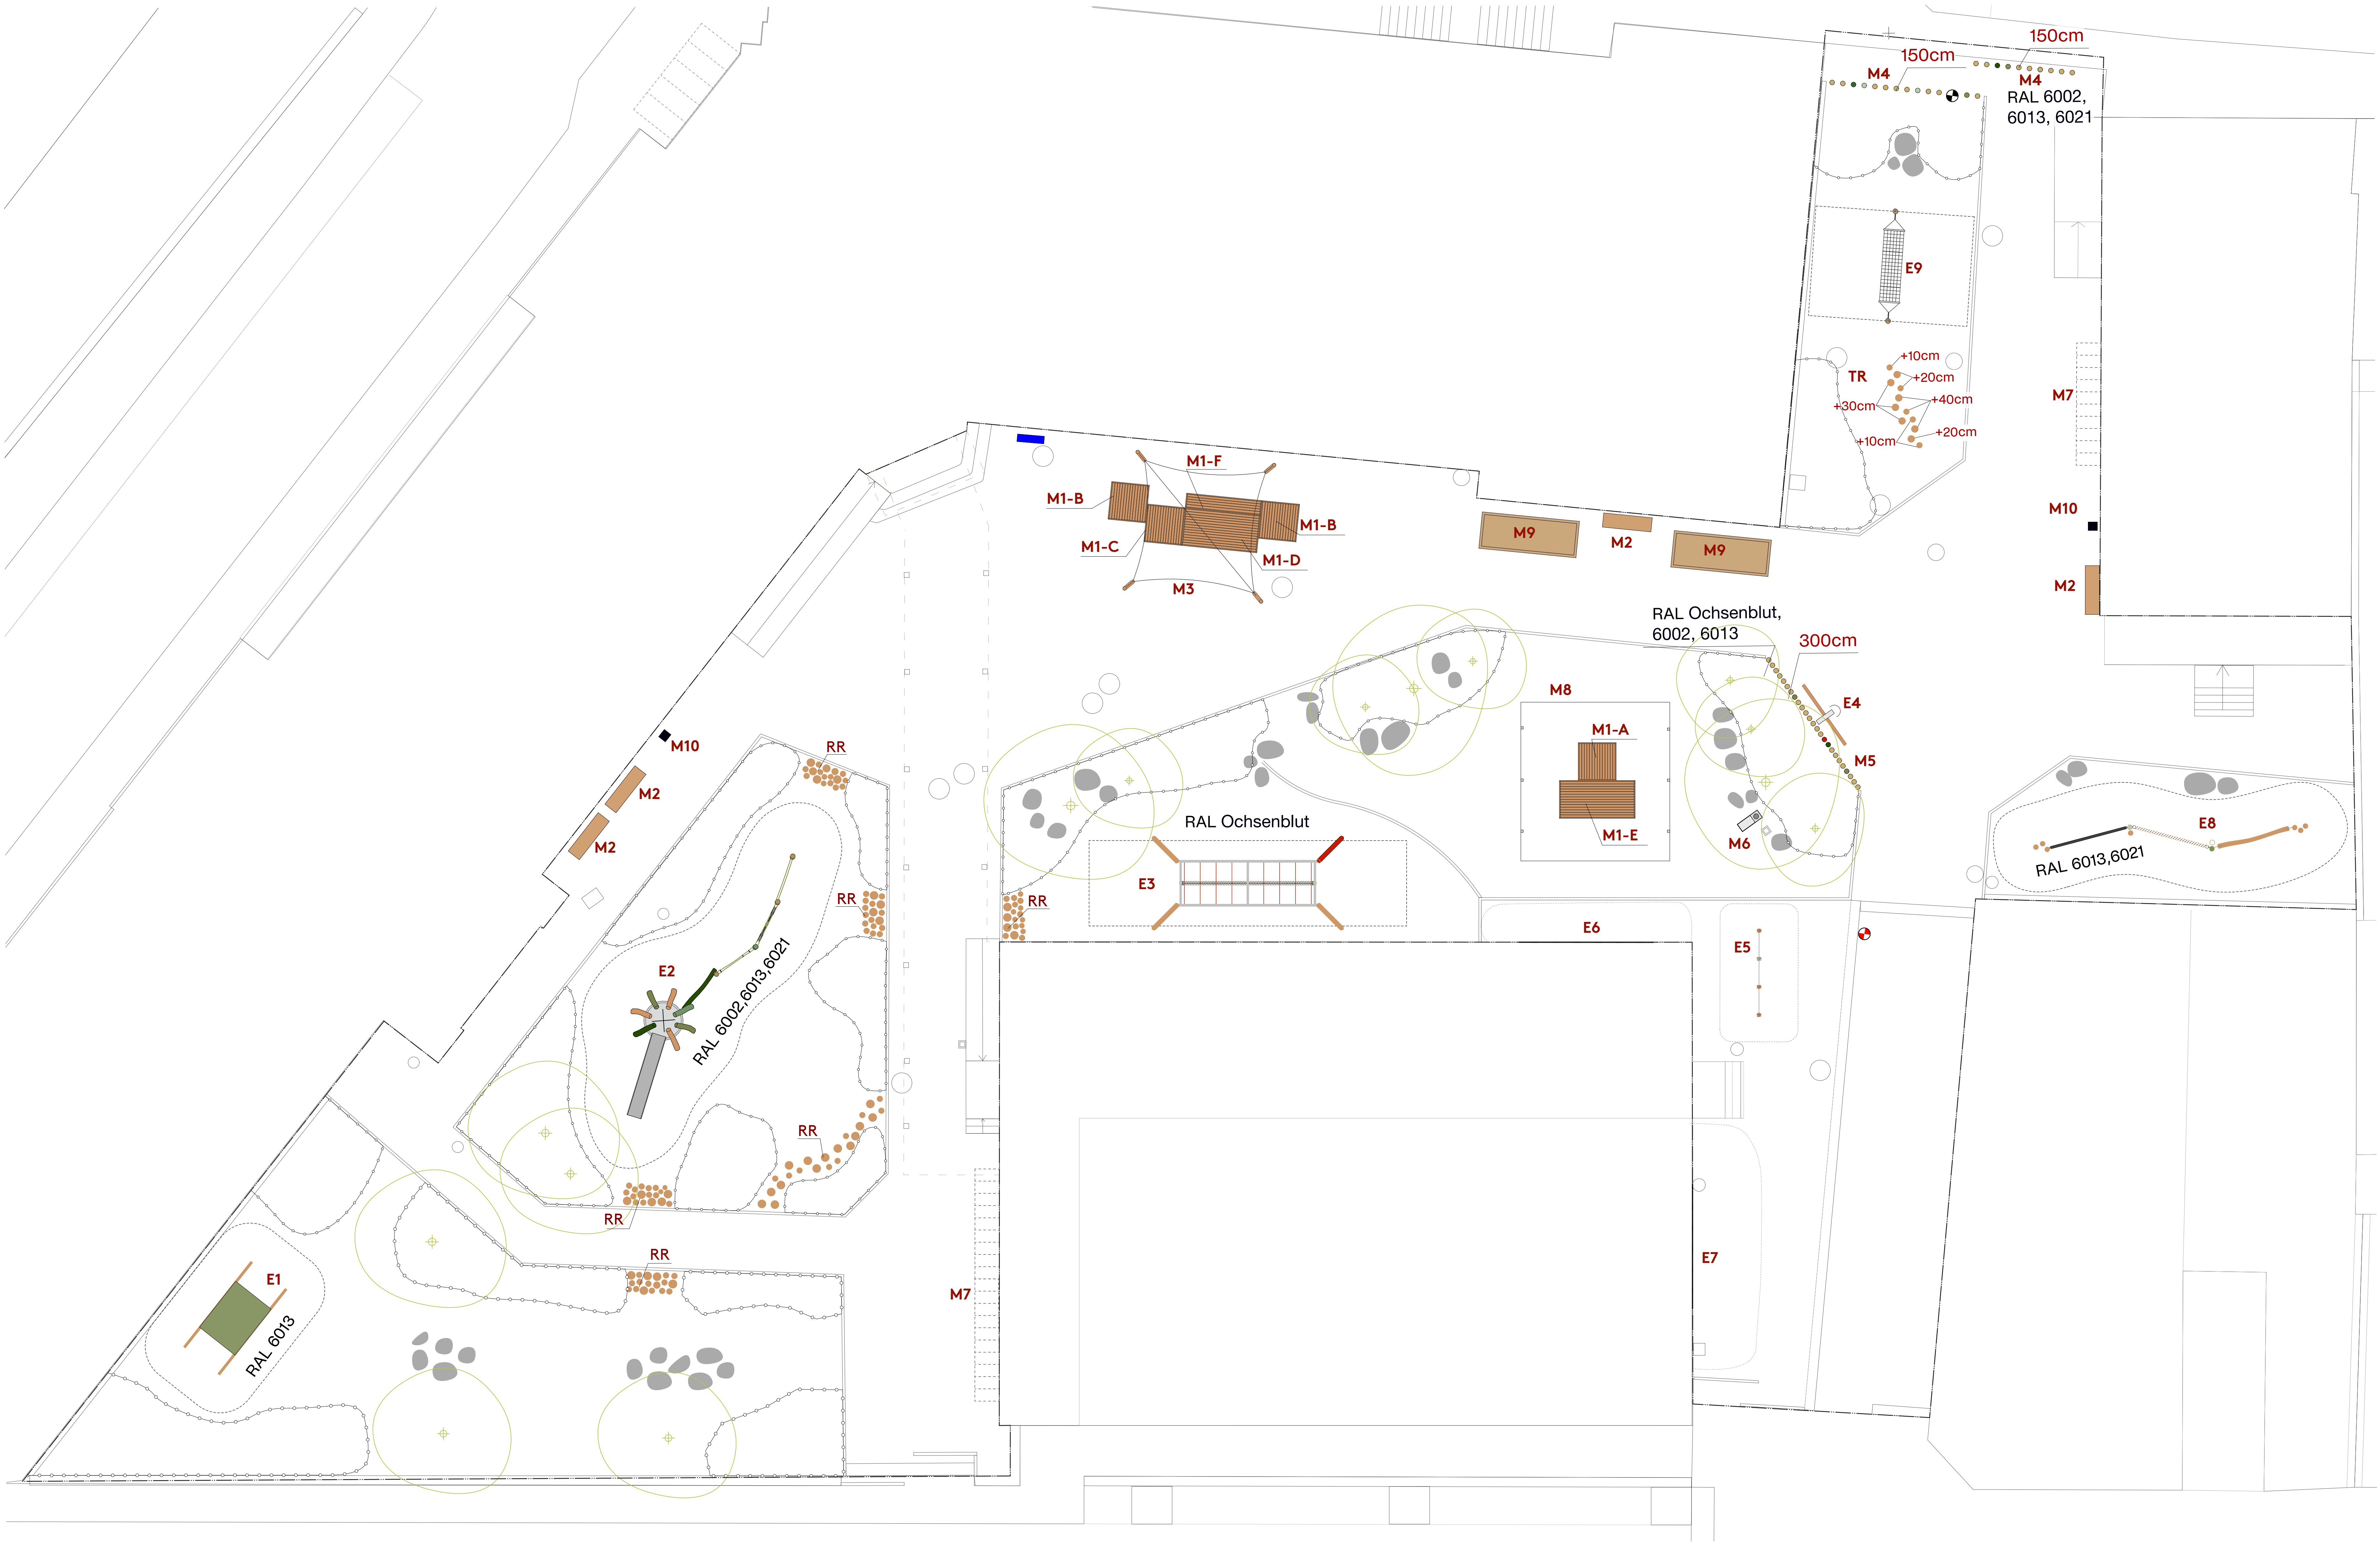 150cm
150cm
M4
M4
RAL 6002,
6013, 6021
E9
+10cm
TR
+20cm
+40cm
+30cm
+20cm
+10cm
M7
M10
M2
M1-F
M1-B
M1-B
M1-C
M1-D
M3
M9
M2
M9
RAL Ochsenblut,
6002, 6013
300cm
M8
E4
M1-A
M5
M1-E
M6
E8
RAL 6013,6021
M10
RR
M2
M2
RAL Ochsenblut
E3
RR
RR
E6
E5
E2
RAL 6002,6013,6021
RR
RR
RR
E1
RAL 6013
M7
E7